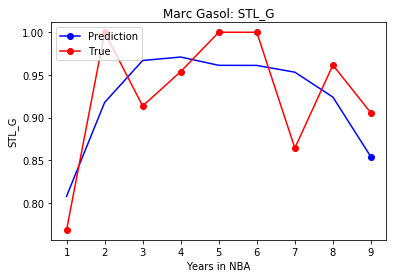 Marc Gasol: STL_G
Prediction
True
1.00
0.95
0.90
0.85
0.80
STL_G
1 2 3 4 5 6 7 8 9
Years in NBA